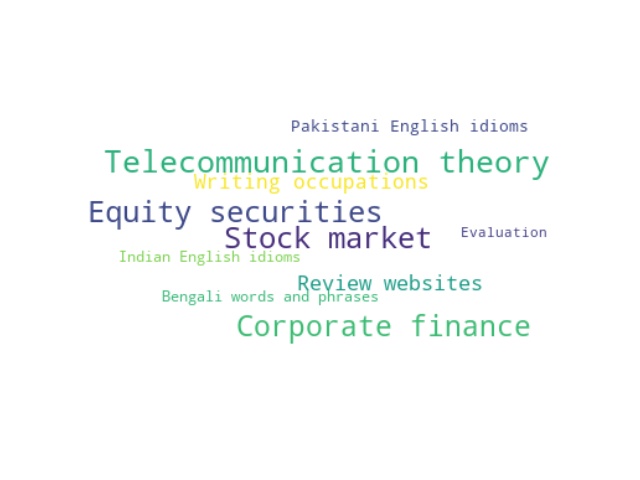 Pakistani English idioms
Telecommunication theory
Writing occupations
Equity securities
Stock market
Evaluation
Indian English idioms
Review websites
Bengali words and phrases
Corporate finance